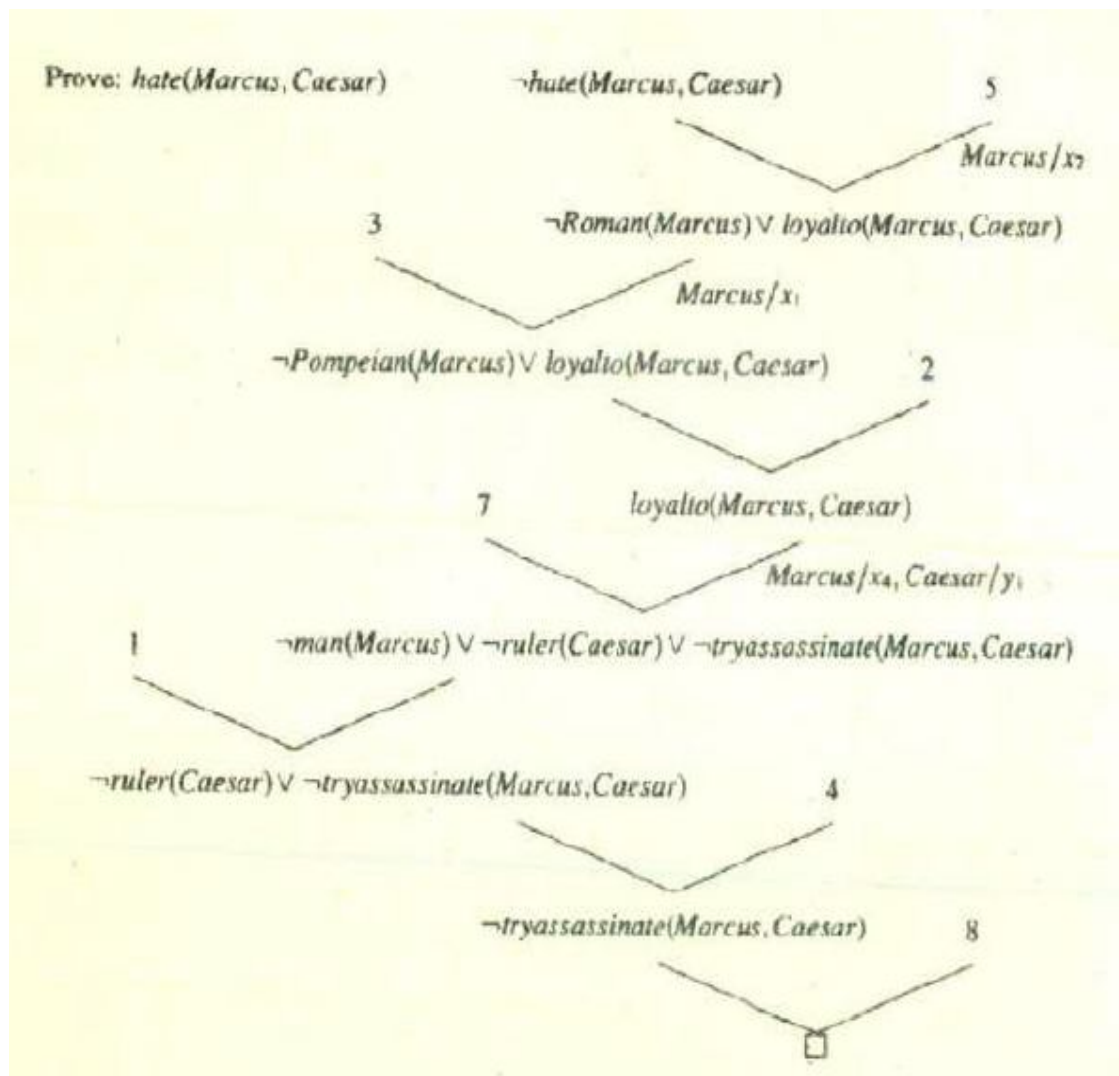 Prove: hate(Marcus, Caesar) ¬hate(Marcus, Caesar) 5
Marcus/x₂
3 ¬Roman(Marcus) ∨ loyalto(Marcus, Caesar)
Marcus/x₁
¬Pompeian(Marcus) ∨ loyalto(Marcus, Caesar) 2
7 loyalto(Marcus, Caesar)
Marcus/x₄, Caesar/y₁
1 ¬man(Marcus) ∨ ¬ruler(Caesar) ∨ ¬tryassassinate(Marcus, Caesar)
¬ruler(Caesar) ∨ ¬tryassassinate(Marcus, Caesar) 4
¬tryassassinate(Marcus, Caesar) 8